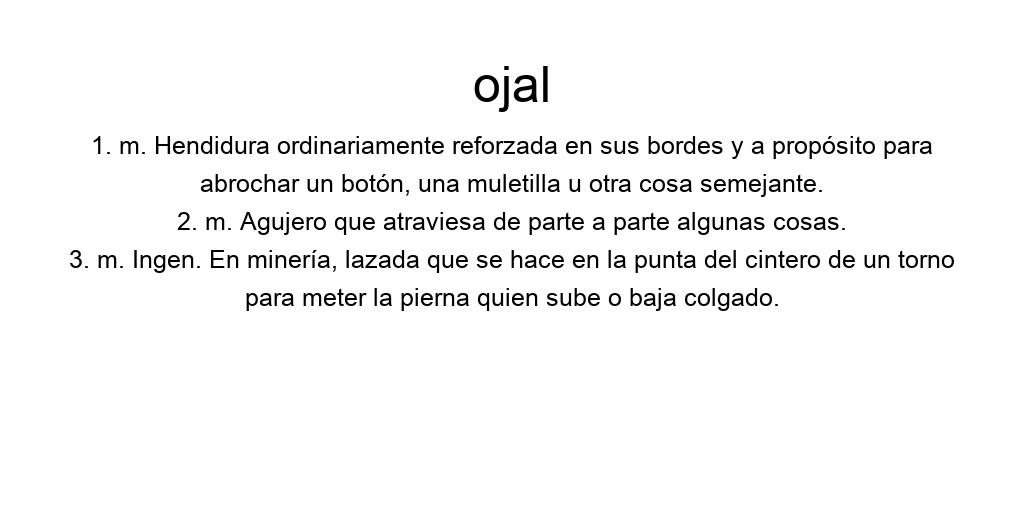 ojal
1. m. Hendidura ordinariamente reforzada en sus bordes y a propósito para
abrochar un botón, una muletilla u otra cosa semejante.
2. m. Agujero que atraviesa de parte a parte algunas cosas.
3. m. Ingen. En minería, lazada que se hace en la punta del cintero de un torno
para meter la pierna quien sube o baja colgado.